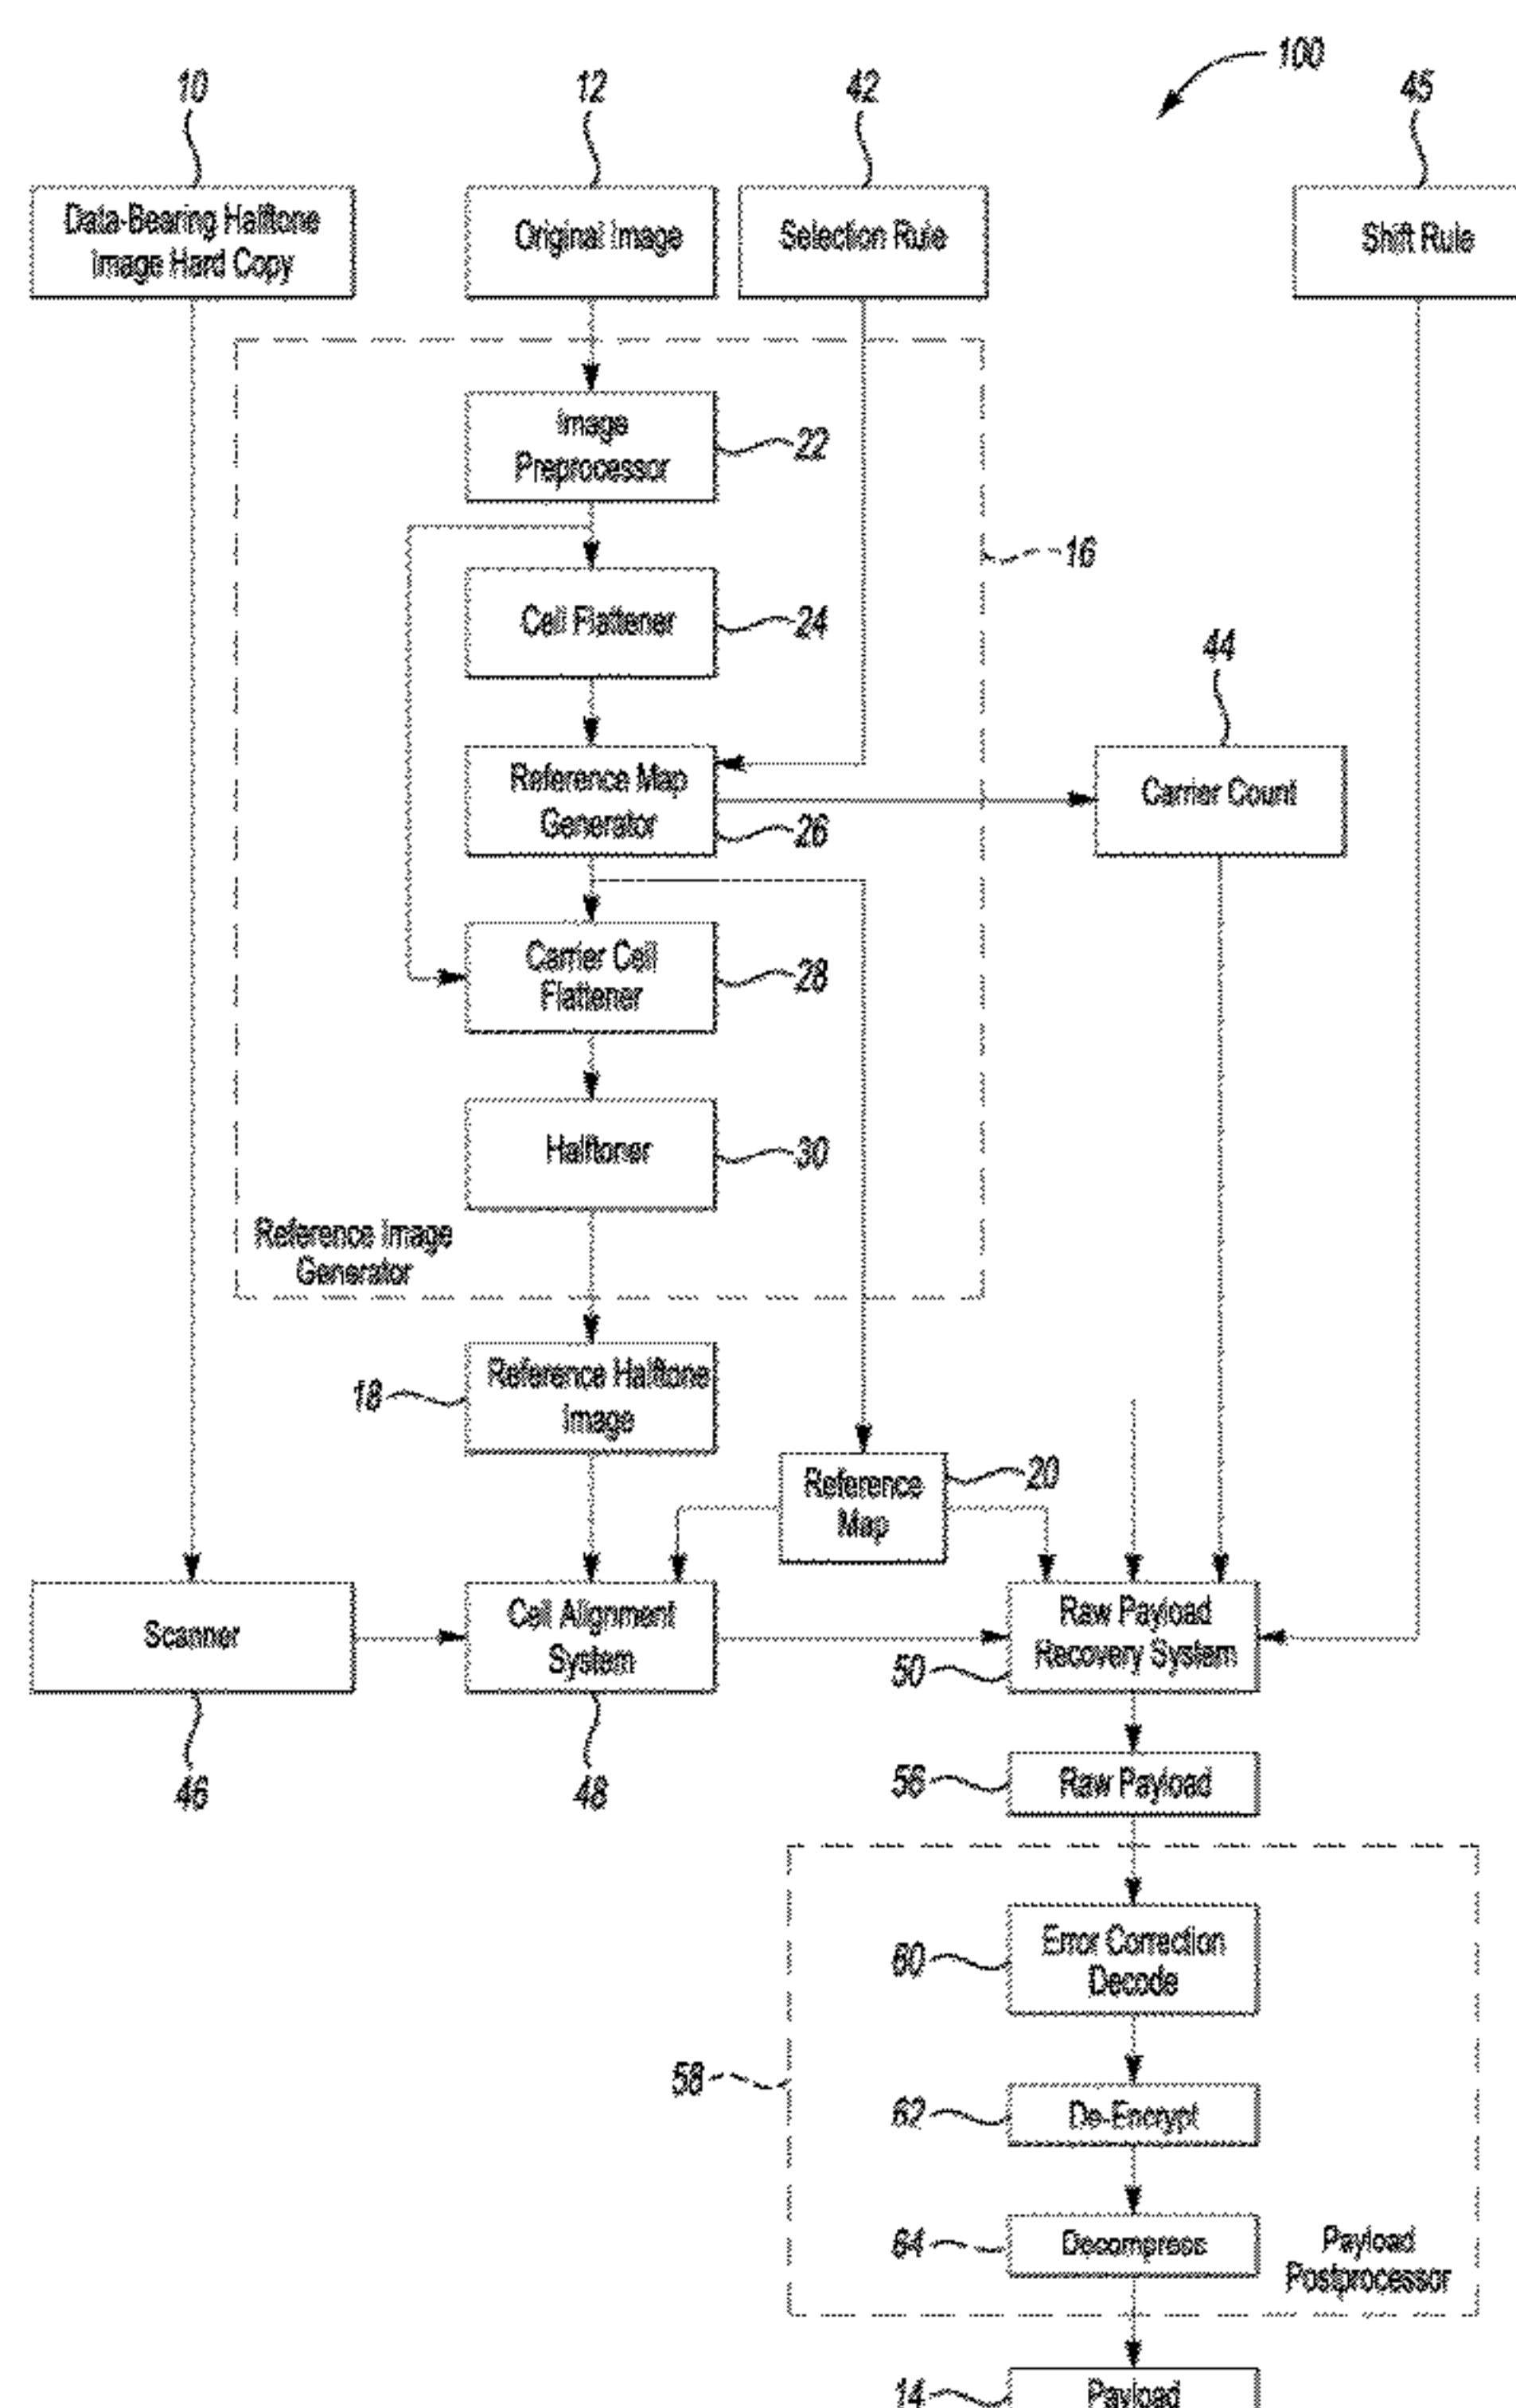 100
10
12
42
45
Data-Bearing Halftone
Image Hard Copy
Original Image
Selection Rule
Shift Rule
Image
Preprocessor
22
16
Cell Flattener
24
44
Reference Map
Generator
26
Carrier Count
Carrier Cell
Flattener
28
Halftoner
30
Reference Image
Generator
18
Reference Halftone
Image
Reference
Map
20
Scanner
Cell Alignment
System
Raw Payload
Recovery System
50
46
48
56
Raw Payload
60
Error Correction
Decode
58
62
De-Encrypt
64
Decompress
Payload
Postprocessor
14
Payload